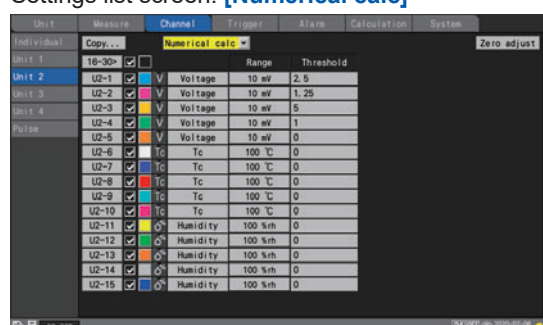 Settings list screen: [Numerical calc]
Unit Measure Channel Trigger Alarm Calculation System
Individual Copy... Numerical calc Zero adjust
Unit 1 16-30> Range Threshold
Unit 2 U2-1 V Voltage 10 mV 2.5
U2-2 V Voltage 10 mV 1.25
Unit 3 U2-3 V Voltage 10 mV 5
Unit 4 U2-4 V Voltage 10 mV 1
Pulse U2-5 V Voltage 10 mV 0
U2-6 Tc Tc 100 ℃ 0
U2-7 Tc Tc 100 ℃ 0
U2-8 Tc Tc 100 ℃ 0
U2-9 Tc Tc 100 ℃ 0
U2-10 Tc Tc 100 ℃ 0
U2-11 Humidity 100 %rh 0
U2-12 Humidity 100 %rh 0
U2-13 Humidity 100 %rh 0
U2-14 Humidity 100 %rh 0
U2-15 Humidity 100 %rh 0